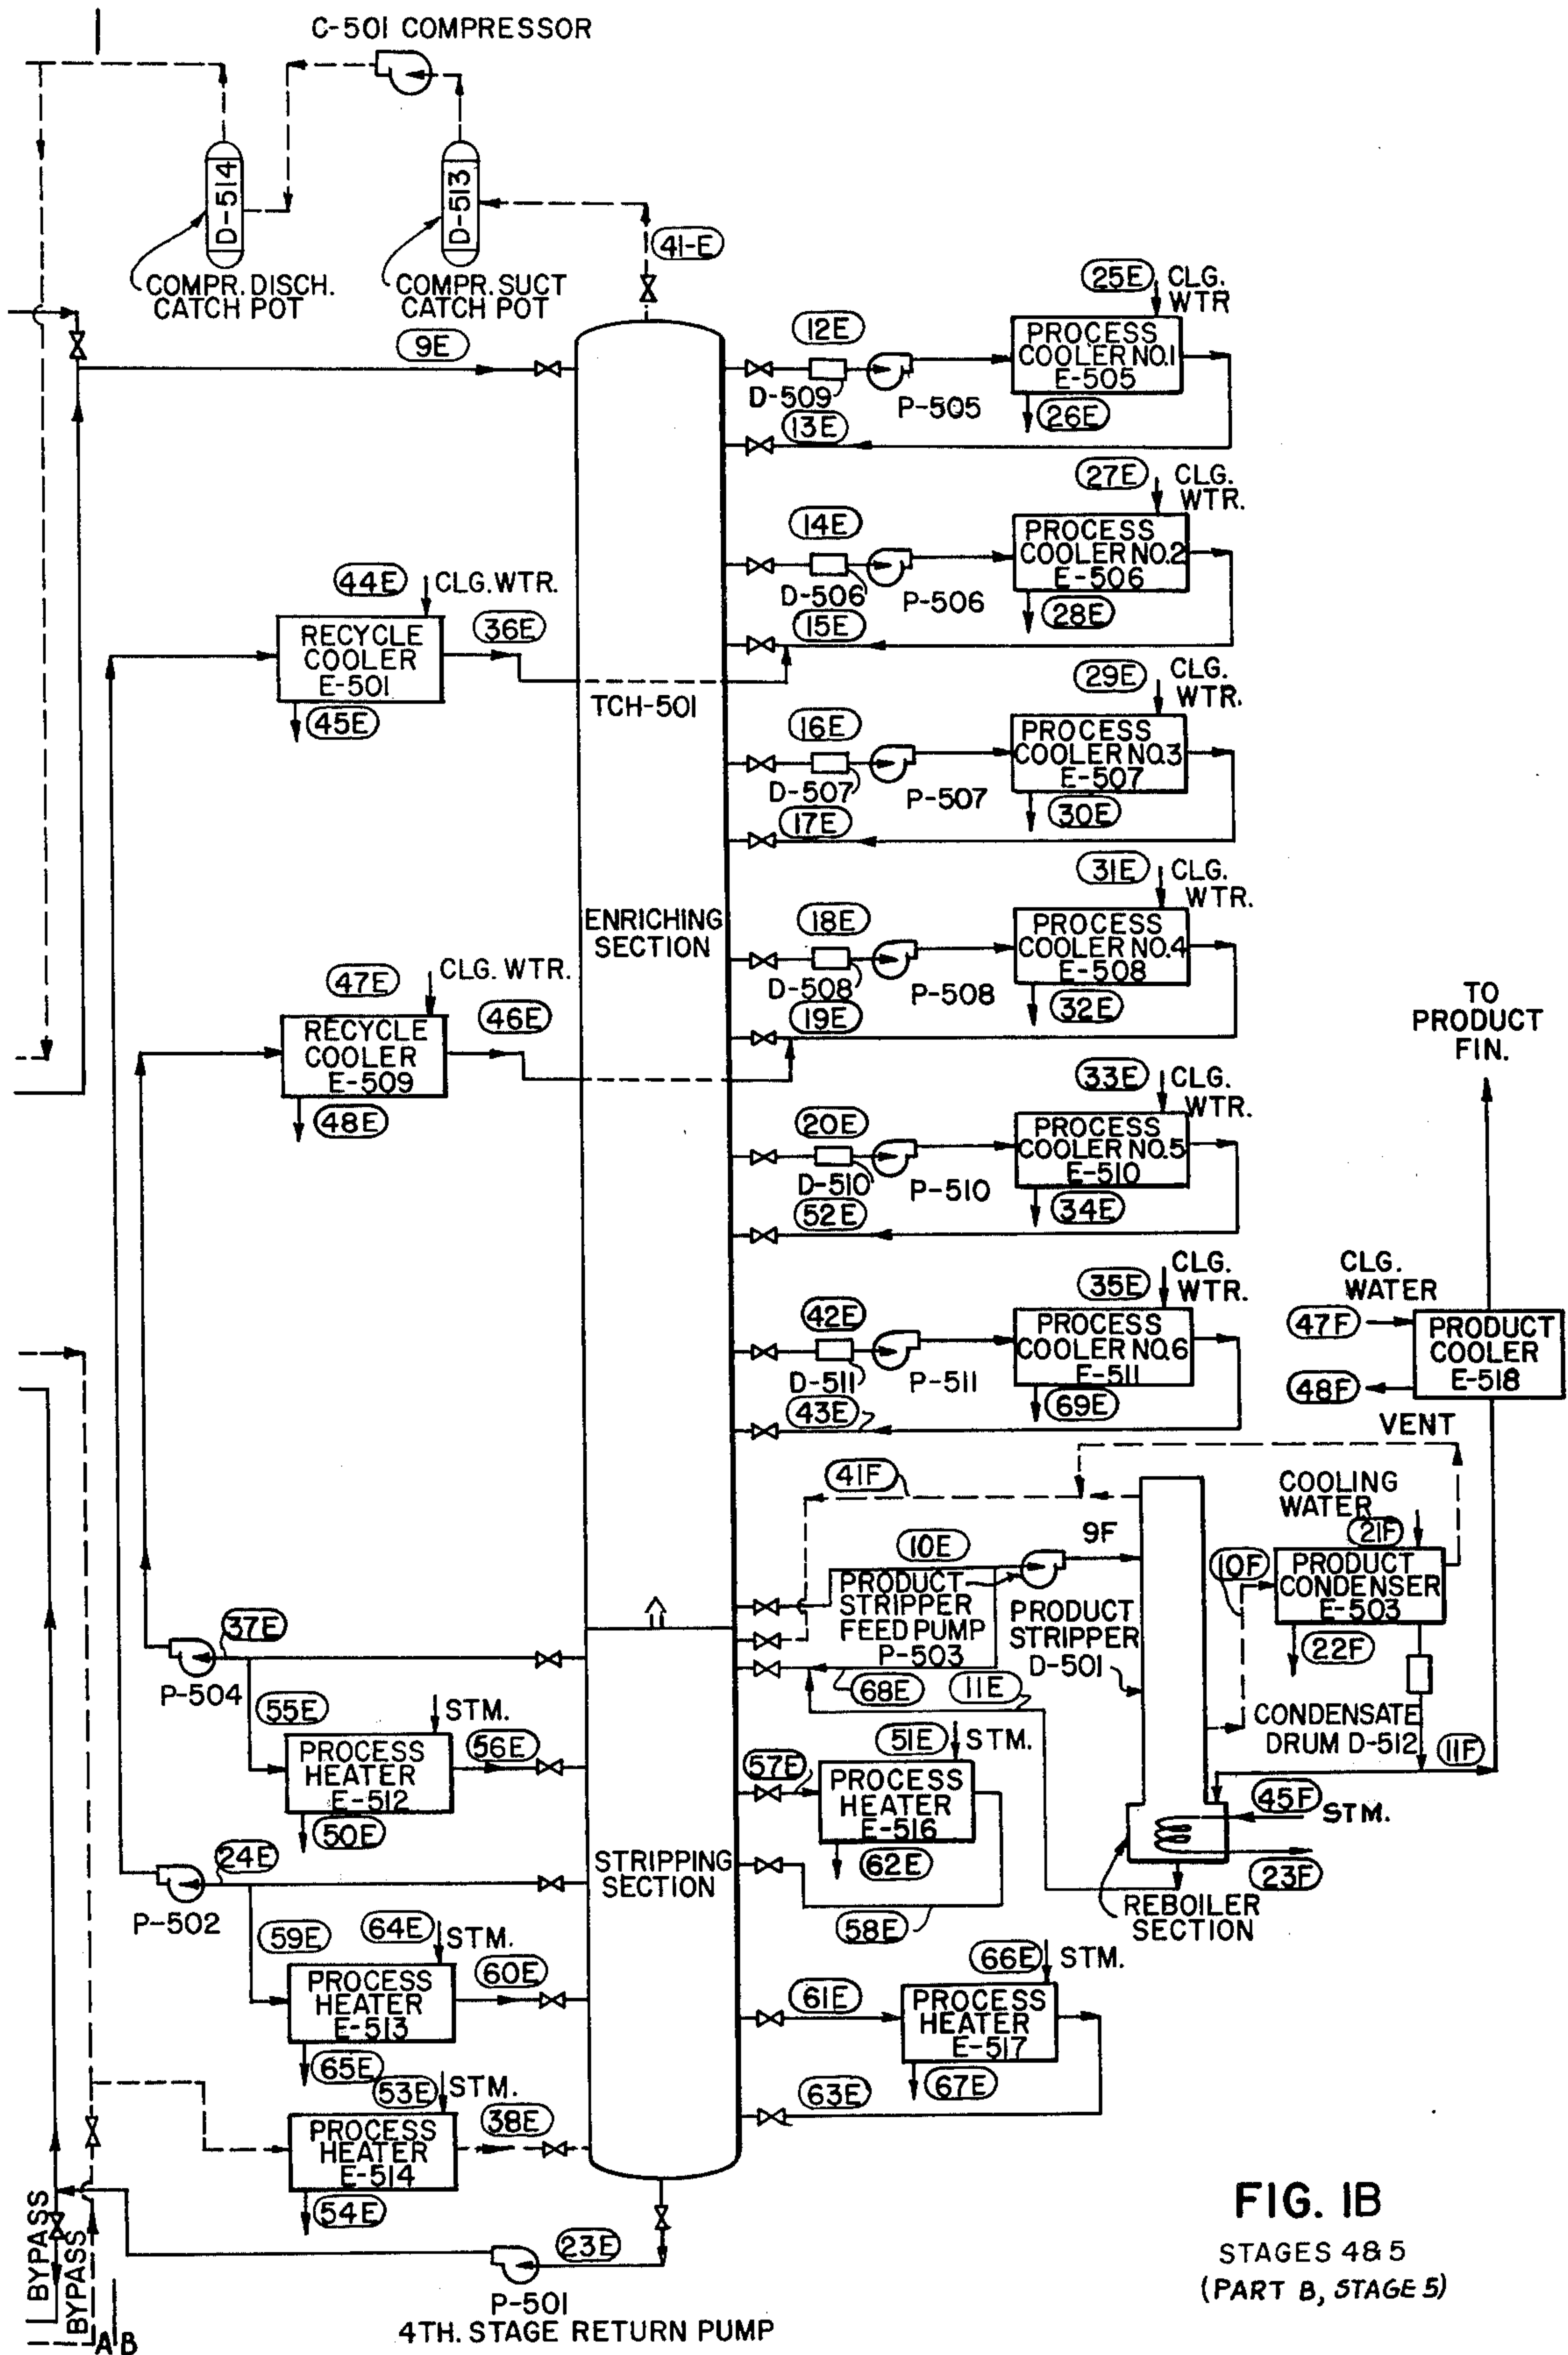 C-501 COMPRESSOR
D-514
D-513
COMPR. DISCH.
CATCH POT
COMPR. SUCT
CATCH POT
41-E
9E
12E
D-509
P-505
13E
25E
CLG.
WTR
PROCESS
COOLER NO.1
E-505
26E
14E
D-506
P-506
15E
27E
CLG.
WTR.
PROCESS
COOLER NO.2
E-506
28E
44E
CLG. WTR.
36E
RECYCLE
COOLER
E-501
45E
TCH-501
16E
D-507
P-507
17E
29E
CLG.
WTR.
PROCESS
COOLER NO.3
E-507
30E
ENRICHING
SECTION
18E
D-508
P-508
19E
31E
CLG.
WTR.
PROCESS
COOLER NO.4
E-508
32E
47E
CLG. WTR.
46E
RECYCLE
COOLER
E-509
48E
20E
D-510
P-510
52E
33E
CLG.
WTR.
PROCESS
COOLER NO.5
E-510
34E
TO
PRODUCT
FIN.
42E
D-511
P-511
43E
35E
CLG.
WTR.
PROCESS
COOLER NO.6
E-511
69E
CLG.
WATER
47F
48F
PRODUCT
COOLER
E-518
VENT
41F
10E
9F
PRODUCT
STRIPPER
FEED PUMP
P-503
68E
11E
PRODUCT
STRIPPER
D-501
COOLING
WATER
21F
10F
PRODUCT
CONDENSER
E-503
22F
CONDENSATE
DRUM D-512
11F
45F
STM.
23F
REBOILER
SECTION
37E
P-504
55E
STM.
56E
PROCESS
HEATER
E-512
50E
57E
51E
STM.
PROCESS
HEATER
E-516
62E
58E
24E
P-502
STRIPPING
SECTION
59E
64E
STM.
60E
PROCESS
HEATER
E-513
65E
61E
66E
STM.
PROCESS
HEATER
E-517
67E
63E
53E
STM.
38E
PROCESS
HEATER
E-514
54E
BYPASS
BYPASS
A B
23E
P-501
4TH. STAGE RETURN PUMP
FIG. 1B
STAGES 4&5
(PART B, STAGE 5)